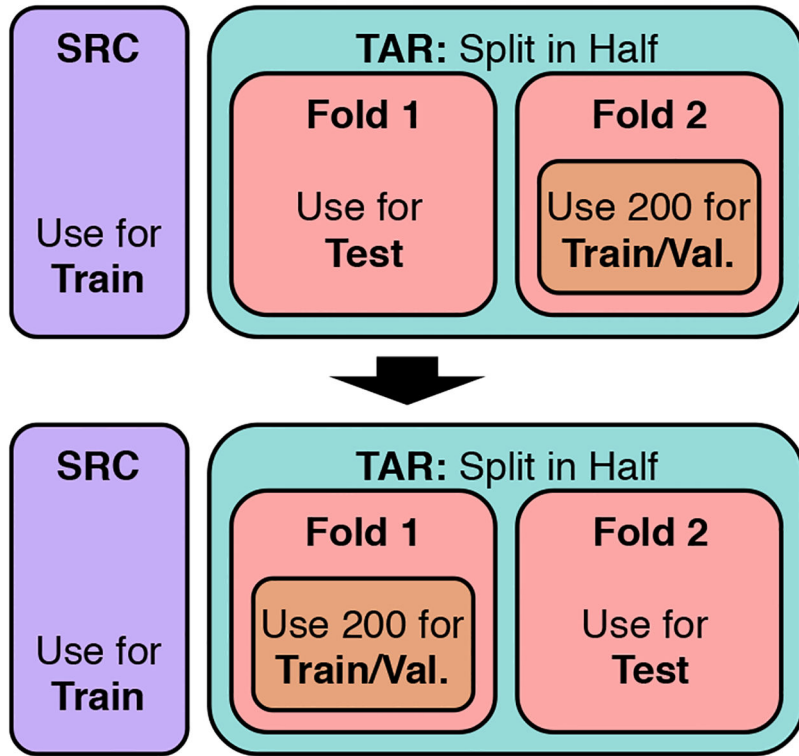 SRC
Use for
Train
TAR: Split in Half
Fold 1
Use for
Test
Fold 2
Use 200 for
Train/Val.
SRC
Use for
Train
TAR: Split in Half
Fold 1
Use 200 for
Train/Val.
Fold 2
Use for
Test